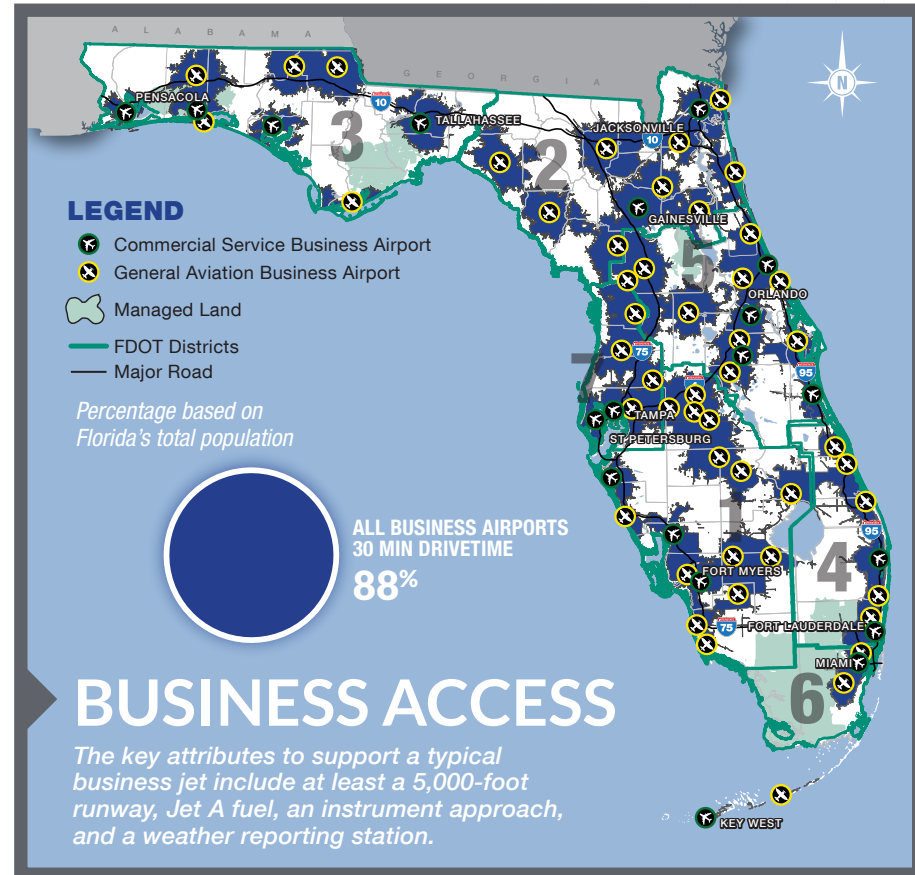 ALABAMA
GEORGIA
N
PENSACOLA
10
TALLAHASSEE
JACKSONVILLE
10
3
2
GAINESVILLE
LEGEND
Commercial Service Business Airport
General Aviation Business Airport
Managed Land
FDOT Districts
Major Road
5
ORLANDO
75
95
7
TAMPA
ST PETERSBURG
Percentage based on
Florida's total population
ALL BUSINESS AIRPORTS
30 MIN DRIVETIME
88%
1
95
4
FORT MYERS
75
FORT LAUDERDALE
MIAMI
6
BUSINESS ACCESS
The key attributes to support a typical
business jet include at least a 5,000-foot
runway, Jet A fuel, an instrument approach,
and a weather reporting station.
KEY WEST